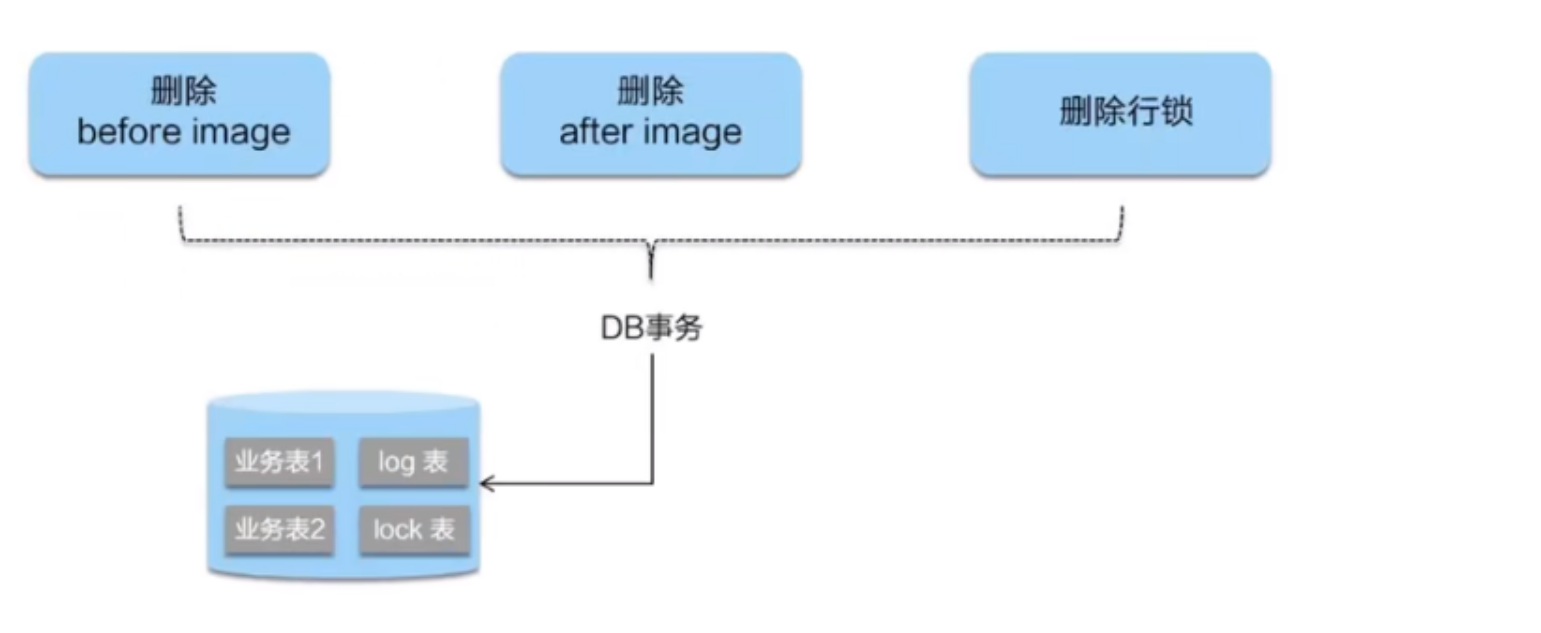 删除
before image
删除
after image
删除行锁
DB事务
业务表1
log 表
业务表2
lock 表